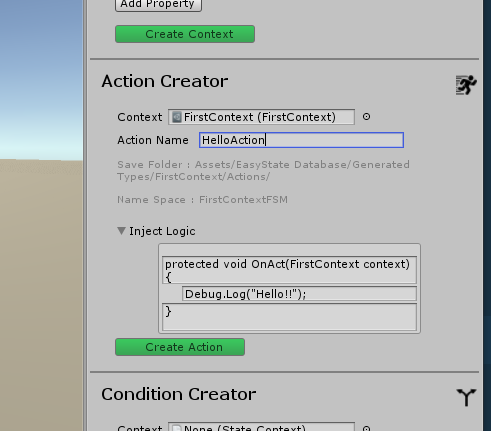 Add Property
Create Context
Action Creator
Context FirstContext (FirstContext)
Action Name HelloAction
Save Folder : Assets/EasyState Database/Generated
Types/FirstContext/Actions/
Name Space : FirstContextFSM
Inject Logic
protected void OnAct(FirstContext context)
{
Debug.Log("Hello!!");
}
Create Action
Condition Creator
Context None (State Context)